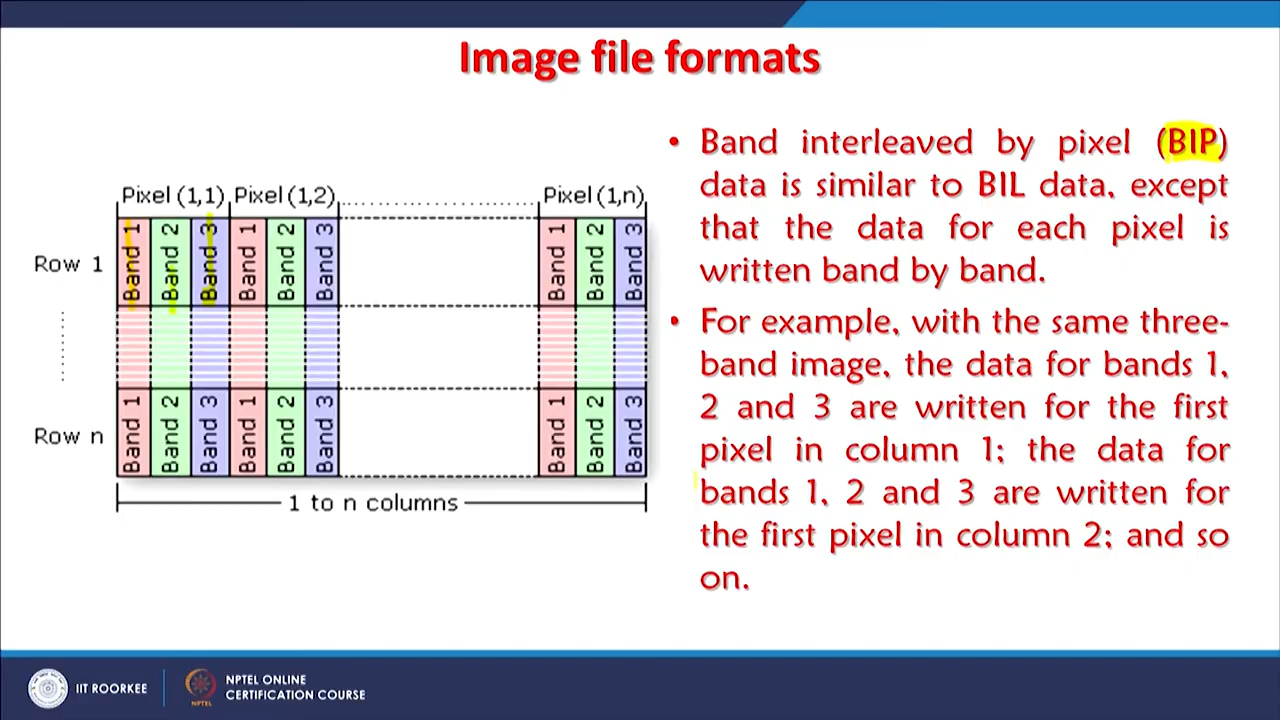 Image file formats
Pixel (1,1) Pixel (1,2) Pixel (1,n)
Row 1
Band 1 Band 2 Band 3 Band 1 Band 2 Band 3 Band 1 Band 2 Band 3
Row n
Band 1 Band 2 Band 3 Band 1 Band 2 Band 3 Band 1 Band 2 Band 3
1 to n columns
• Band interleaved by pixel (BIP)
data is similar to BIL data, except
that the data for each pixel is
written band by band.
• For example, with the same three-
band image, the data for bands 1,
2 and 3 are written for the first
pixel in column 1; the data for
bands 1, 2 and 3 are written for
the first pixel in column 2; and so
on.
IIT ROORKEE
NPTEL
NPTEL ONLINE
CERTIFICATION COURSE